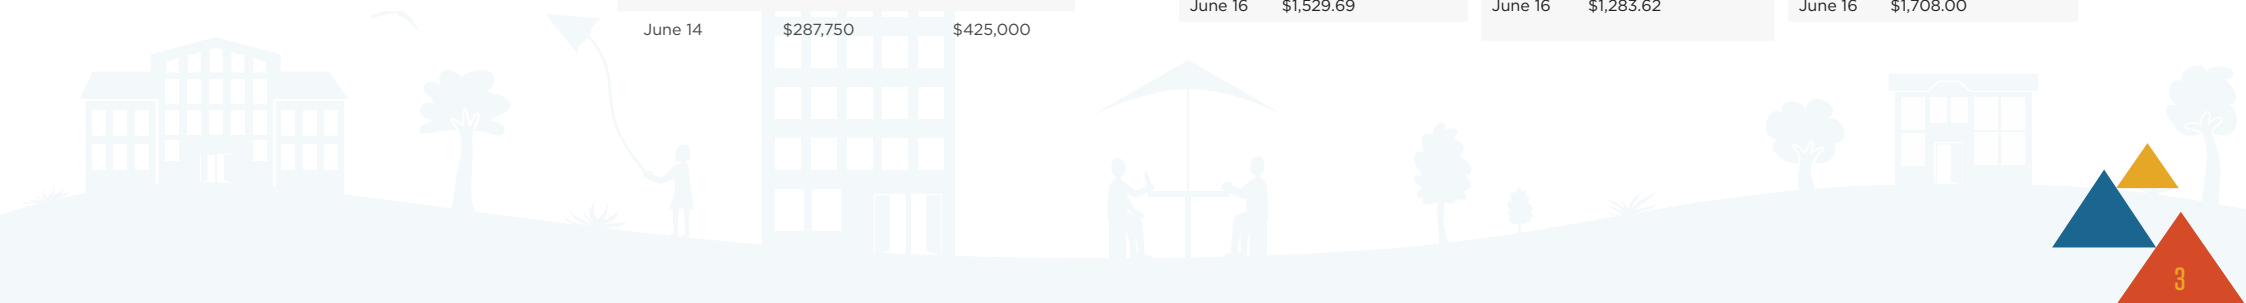 June 16 $1,529.69
June 16 $1,283.62
June 16 $1,708.00
June 14 $287,750 $425,000
3